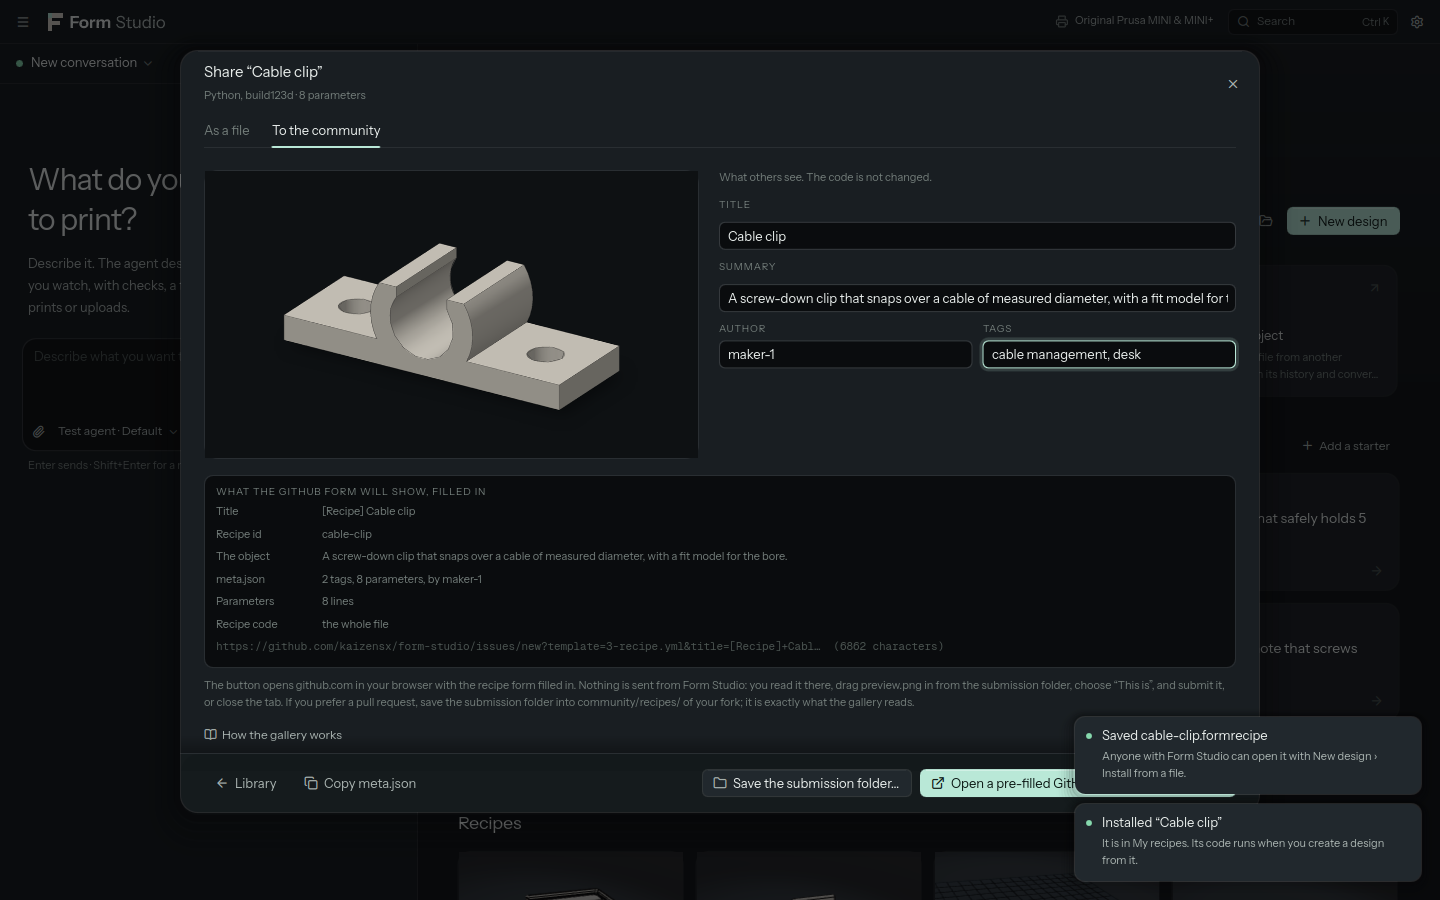 Form Studio
Original Prusa MINI & MINI+
Search
Ctrl K
New conversation
What do you
to print?
Describe it. The agent des
you watch, with checks, a
prints or uploads.
Describe what you want
Test agent · Default
Enter sends · Shift+Enter for a
New design
file from another
its history and conver...
Add a starter
that safely holds 5
screws
Recipes
Share “Cable clip”
Python, build123d · 8 parameters
As a file
To the community
What others see. The code is not changed.
TITLE
Cable clip
SUMMARY
A screw-down clip that snaps over a cable of measured diameter, with a fit model for
AUTHOR
TAGS
maker-1
cable management, desk
WHAT THE GITHUB FORM WILL SHOW, FILLED IN
Title [Recipe] Cable clip
Recipe id cable-clip
The object A screw-down clip that snaps over a cable of measured diameter, with a fit model for the bore.
meta.json 2 tags, 8 parameters, by maker-1
Parameters 8 lines
Recipe code the whole file
https://github.com/kaizensx/form-studio/issues/new?template=3-recipe.yml&title=[Recipe]+Cabl… (6862 characters)
The button opens github.com in your browser with the recipe form filled in. Nothing is sent from Form Studio: you read it there, drag preview.png in from the submission folder, choose “This is”, and submit it,
or close the tab. If you prefer a pull request, save the submission folder into community/recipes/ of your fork; it is exactly what the gallery reads.
How the gallery works
Library
Copy meta.json
Save the submission folder...
Open a pre-filled
Saved cable-clip.formrecipe
Anyone with Form Studio can open it with New design ›
Install from a file.
Installed “Cable clip”
It is in My recipes. Its code runs when you create a design
from it.